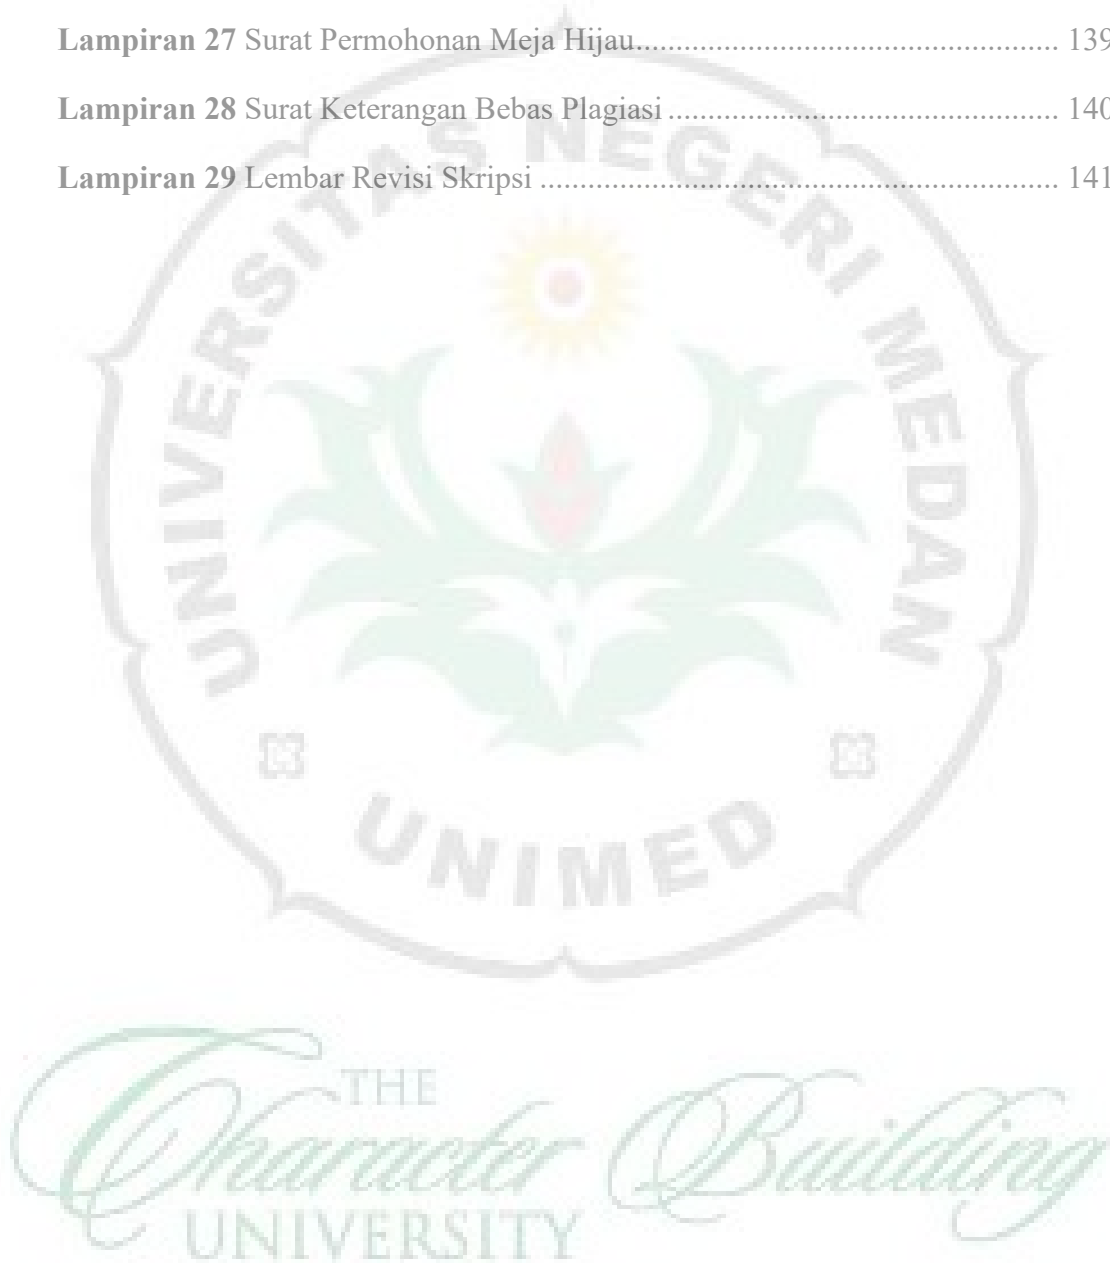 Lampiran 27 Surat Permohonan Meja Hijau..................................................... 139
Lampiran 28 Surat Keterangan Bebas Plagiasi ................................................. 140
Lampiran 29 Lembar Revisi Skripsi ................................................................. 141
UNIVERSITAS NEGERI MEDAN
UNIMED
THE
Character Building
UNIVERSITY